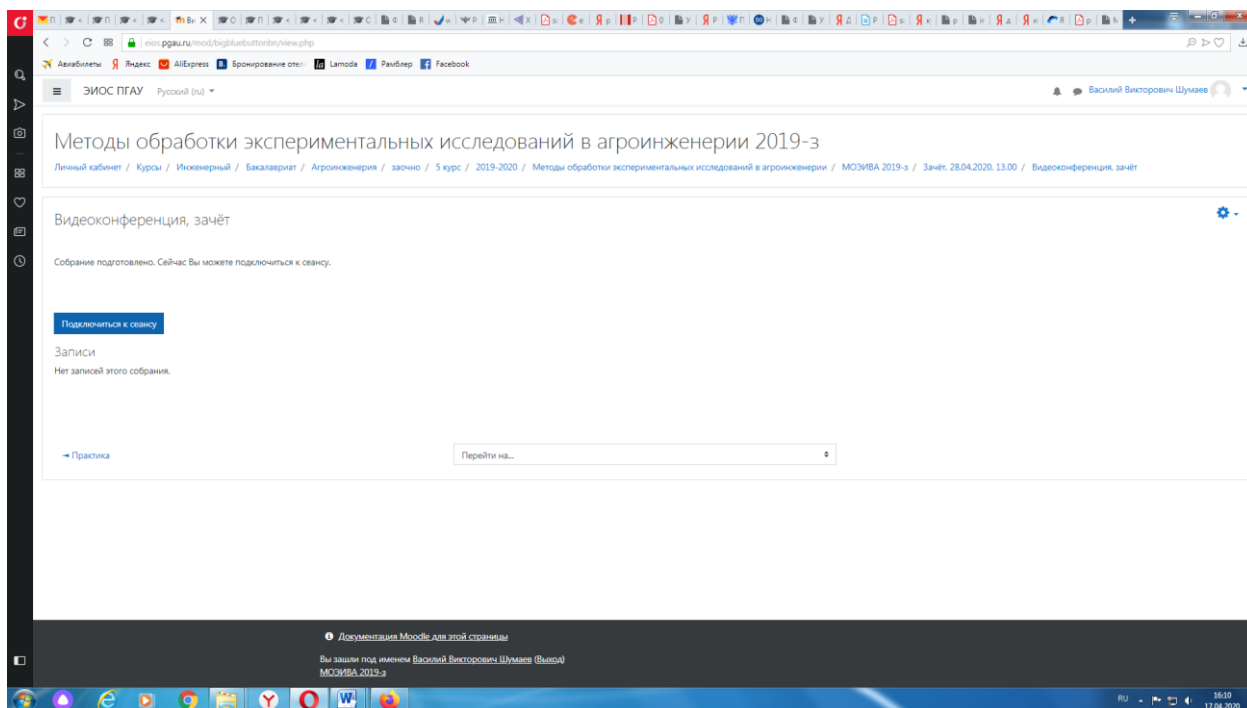 eios.pgau.ru/mod/bigbluebuttonbn/view.php
Авиабилеты Яндекс AliExpress Бронирование отел Lamoda Рамблер Facebook
ЭИОС ПГАУ Русский (ru) Василий Викторович Шумаев
Методы обработки экспериментальных исследований в агроинженерии 2019-з
Личный кабинет / Курсы / Инженерный / Бакалавриат / Агроинженерия / заочно / 5 курс / 2019-2020 / Методы обработки экспериментальных исследований в агроинженерии / МОЭИВА 2019-з / Зачёт, 28.04.2020, 13.00 / Видеоконференция, зачёт
Видеоконференция, зачёт
Собрание подготовлено. Сейчас Вы можете подключиться к сеансу.
Подключиться к сеансу
Записи
Нет записей этого собрания.
◄ Практика
Перейти на...
Документация Moodle для этой страницы
Вы зашли под именем Василий Викторович Шумаев (Выход)
МОЭИВА 2019-з
RU 16:10
17.04.2020